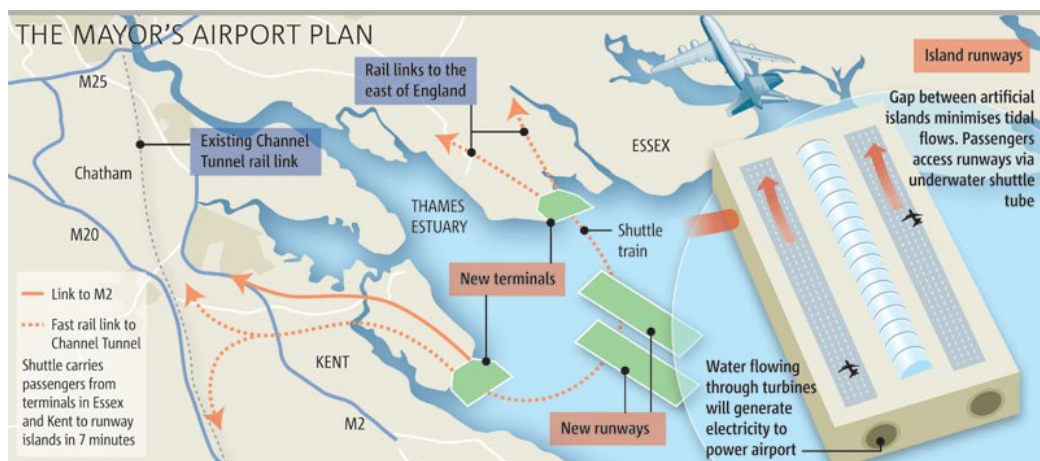 THE MAYOR'S AIRPORT PLAN
M25
Existing Channel
Tunnel rail link
Chatham
M20
Link to M2
Fast rail link to
Channel Tunnel
Shuttle carries
passengers from
terminals in Essex
and Kent to runway
islands in 7 minutes
Rail links to the
east of England
ESSEX
THAMES
ESTUARY
Shuttle
train
New terminals
KENT
M2
New runways
Island runways
Gap between artificial
islands minimises tidal
flows. Passengers
access runways via
underwater shuttle
tube
Water flowing
through turbines
will generate
electricity to
power airport